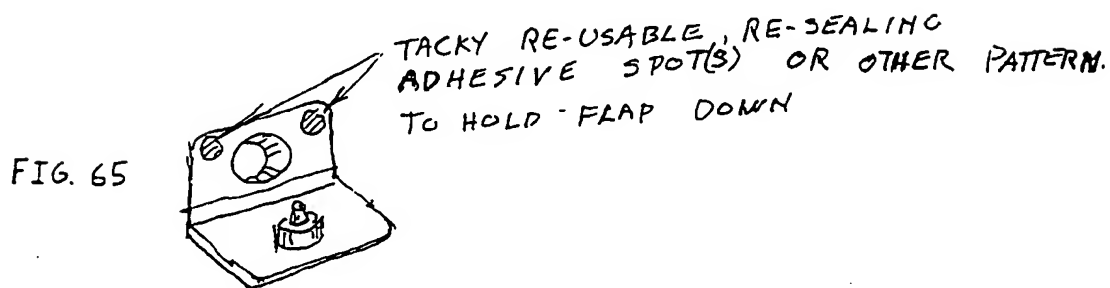 TACKY RE-USABLE, RE-SEALING
ADHESIVE SPOT(S) OR OTHER PATTERN.
TO HOLD-FLAP DOWN
FIG. 65